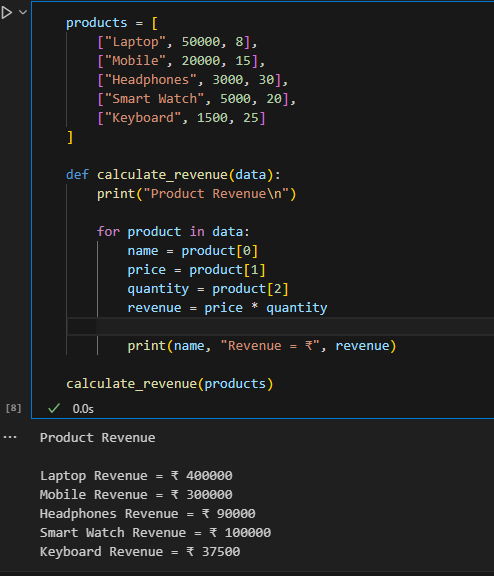 products = [
    ["Laptop", 50000, 8],
    ["Mobile", 20000, 15],
    ["Headphones", 3000, 30],
    ["Smart Watch", 5000, 20],
    ["Keyboard", 1500, 25]
]
def calculate_revenue(data):
    print("Product Revenue\n")
    for product in data:
        name = product[0]
        price = product[1]
        quantity = product[2]
        revenue = price * quantity
        print(name, "Revenue = ₹", revenue)
calculate_revenue(products)
[8] 0.0s
Product Revenue
Laptop Revenue = ₹ 400000
Mobile Revenue = ₹ 300000
Headphones Revenue = ₹ 90000
Smart Watch Revenue = ₹ 100000
Keyboard Revenue = ₹ 37500